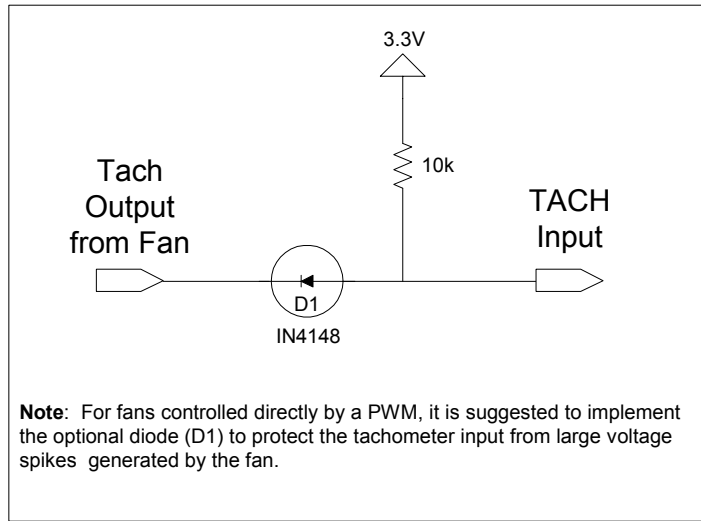 3.3V
10k
Tach
Output
from Fan
TACH
Input
D1
IN4148
Note: For fans controlled directly by a PWM, it is suggested to implement
the optional diode (D1) to protect the tachometer input from large voltage
spikes generated by the fan.